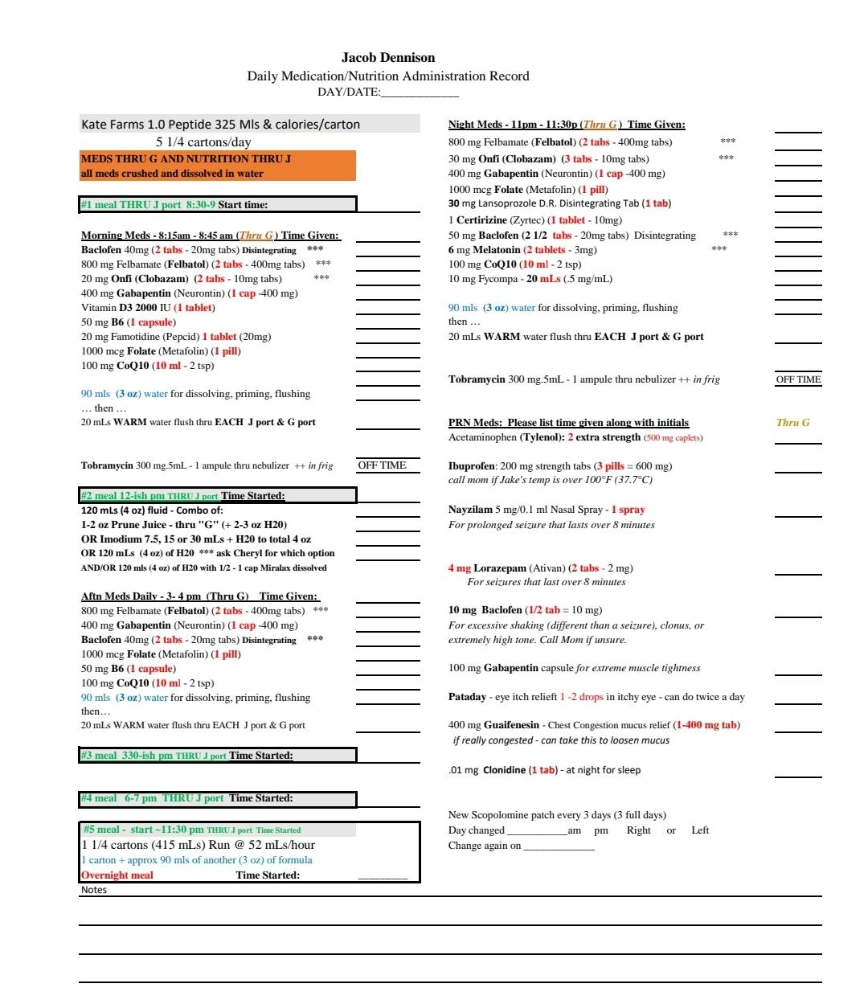 Jacob Dennison
Daily Medication/Nutrition Administration Record
DAY/DATE:_____________
Kate Farms 1.0 Peptide 325 Mls & calories/carton
5 1/4 cartons/day
MEDS THRU G AND NUTRITION THRU J
all meds crushed and dissolved in water
#1 meal THRU J port 8:30-9 Start time:
Morning Meds - 8:15am - 8:45 am (Thru G ) Time Given:
Baclofen 40mg (2 tabs - 20mg tabs) Disintegrating ***
800 mg Felbamate (Felbatol) (2 tabs - 400mg tabs) ***
20 mg Onfi (Clobazam) (2 tabs - 10mg tabs) ***
400 mg Gabapentin (Neurontin) (1 cap -400 mg)
Vitamin D3 2000 IU (1 tablet)
50 mg B6 (1 capsule)
20 mg Famotidine (Pepcid) 1 tablet (20mg)
1000 mcg Folate (Metafolin) (1 pill)
100 mg CoQ10 (10 ml - 2 tsp)
90 mls (3 oz) water for dissolving, priming, flushing
… then …
20 mLs WARM water flush thru EACH J port & G port
Tobramycin 300 mg.5mL - 1 ampule thru nebulizer ++ in frig OFF TIME
#2 meal 12-ish pm THRU J port Time Started:
120 mLs (4 oz) fluid - Combo of:
1-2 oz Prune Juice - thru "G" (+ 2-3 oz H20)
OR Imodium 7.5, 15 or 30 mLs + H20 to total 4 oz
OR 120 mLs (4 oz) of H20 *** ask Cheryl for which option
AND/OR 120 mls (4 oz) of H20 with 1/2 - 1 cap Miralax dissolved
Aftn Meds Daily - 3- 4 pm (Thru G) Time Given:
800 mg Felbamate (Felbatol) (2 tabs - 400mg tabs) ***
400 mg Gabapentin (Neurontin) (1 cap -400 mg)
Baclofen 40mg (2 tabs - 20mg tabs) Disintegrating ***
1000 mcg Folate (Metafolin) (1 pill)
50 mg B6 (1 capsule)
100 mg CoQ10 (10 ml - 2 tsp)
90 mls (3 oz) water for dissolving, priming, flushing
then…
20 mLs WARM water flush thru EACH J port & G port
#3 meal 330-ish pm THRU J port Time Started:
#4 meal 6-7 pm THRU J port Time Started:
#5 meal - start ~11:30 pm THRU J port Time Started
1 1/4 cartons (415 mLs) Run @ 52 mLs/hour
1 carton + approx 90 mls of another (3 oz) of formula
Overnight meal Time Started: _________
Notes
Night Meds - 11pm - 11:30p (Thru G ) Time Given:
800 mg Felbamate (Felbatol) (2 tabs - 400mg tabs) ***
30 mg Onfi (Clobazam) (3 tabs - 10mg tabs) ***
400 mg Gabapentin (Neurontin) (1 cap -400 mg)
1000 mcg Folate (Metafolin) (1 pill)
30 mg Lansoprozole D.R. Disintegrating Tab (1 tab)
1 Certirizine (Zyrtec) (1 tablet - 10mg)
50 mg Baclofen (2 1/2 tabs - 20mg tabs) Disintegrating ***
6 mg Melatonin (2 tablets - 3mg) ***
100 mg CoQ10 (10 ml - 2 tsp)
10 mg Fycompa - 20 mLs (.5 mg/mL)
90 mls (3 oz) water for dissolving, priming, flushing
then …
20 mLs WARM water flush thru EACH J port & G port
Tobramycin 300 mg.5mL - 1 ampule thru nebulizer ++ in frig OFF TIME
PRN Meds: Please list time given along with initials Thru G
Acetaminophen (Tylenol): 2 extra strength (500 mg caplets)
Ibuprofen: 200 mg strength tabs (3 pills = 600 mg)
call mom if Jake's temp is over 100°F (37.7°C)
Nayzilam 5 mg/0.1 ml Nasal Spray - 1 spray
For prolonged seizure that lasts over 8 minutes
4 mg Lorazepam (Ativan) (2 tabs - 2 mg)
For seizures that last over 8 minutes
10 mg Baclofen (1/2 tab = 10 mg)
For excessive shaking (different than a seizure), clonus, or
extremely high tone. Call Mom if unsure.
100 mg Gabapentin capsule for extreme muscle tightness
Pataday - eye itch relieft 1 -2 drops in itchy eye - can do twice a day
400 mg Guaifenesin - Chest Congestion mucus relief (1-400 mg tab)
if really congested - can take this to loosen mucus
.01 mg Clonidine (1 tab) - at night for sleep
New Scopolomine patch every 3 days (3 full days)
Day changed ___________am pm Right or Left
Change again on _____________